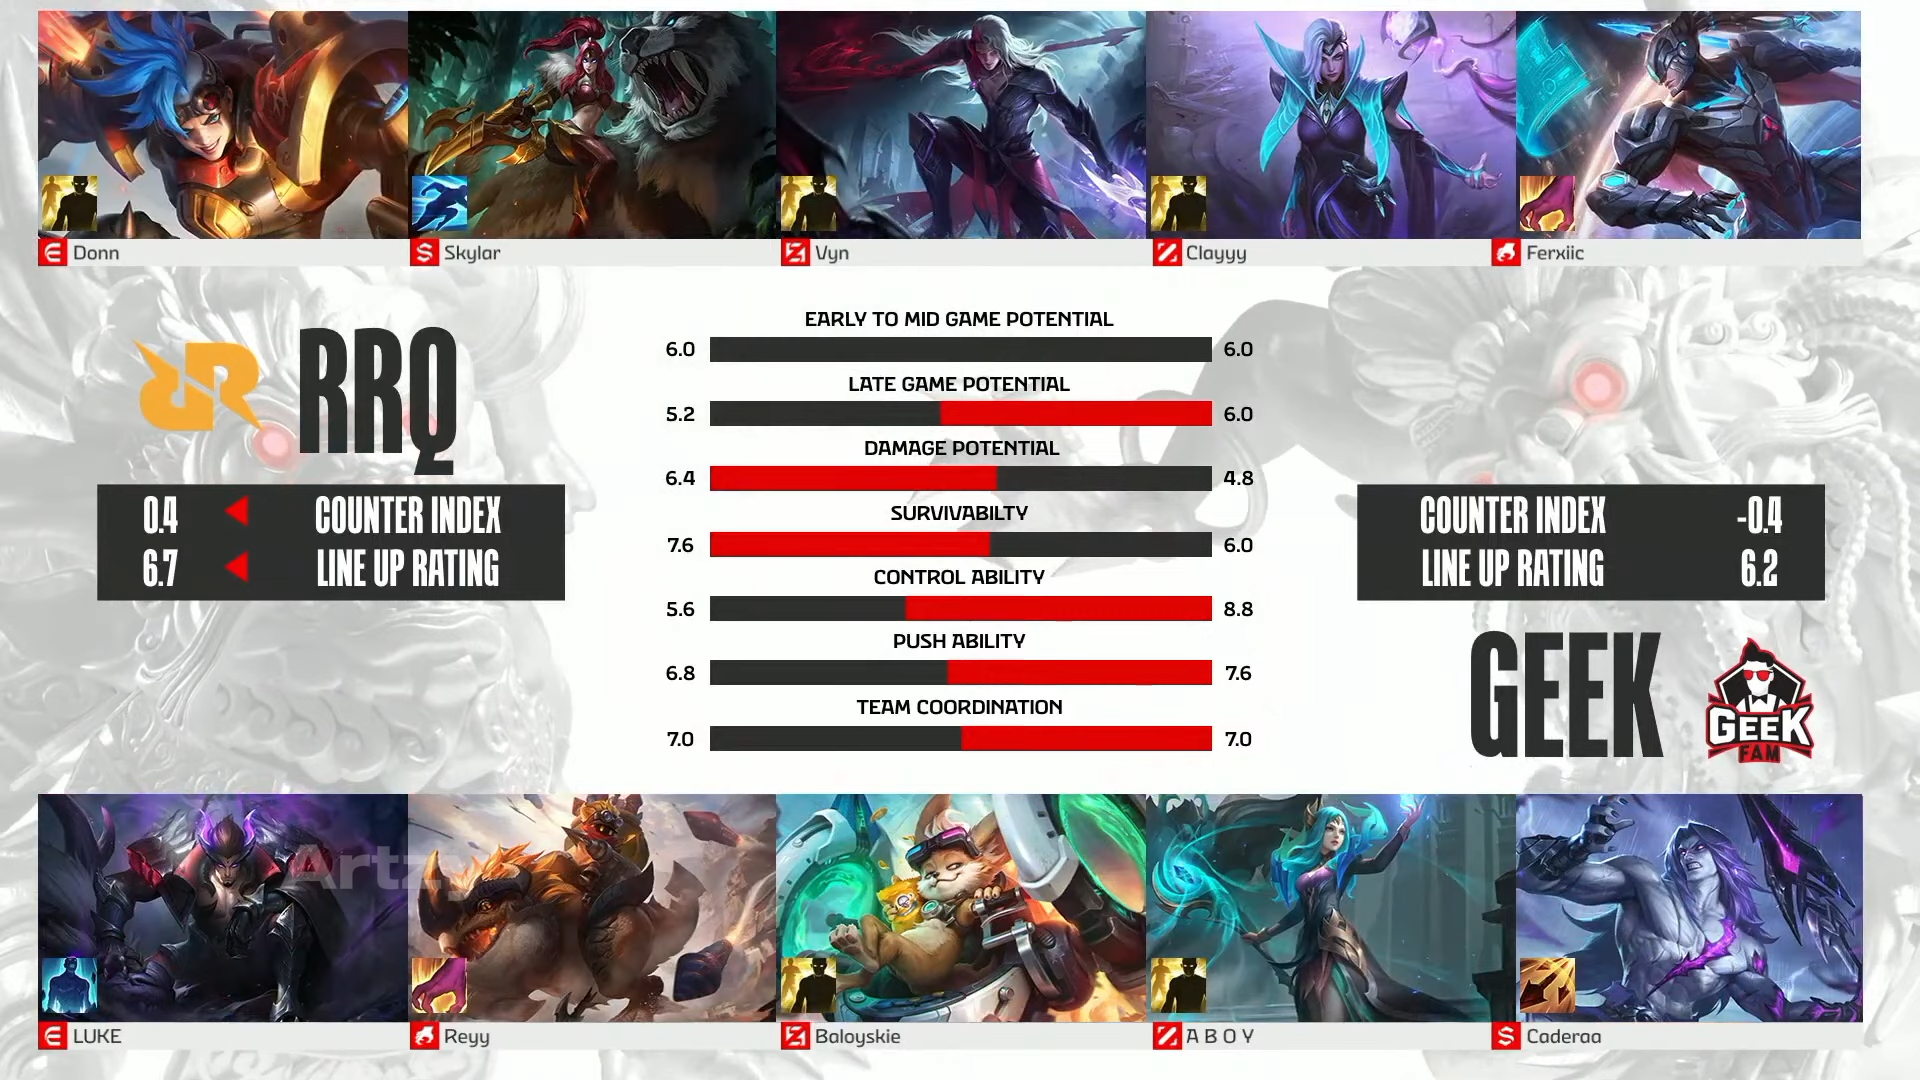 Donn
Skylar
Vyn
Clayyy
Ferxiic
RRQ
0.4 COUNTER INDEX
6.7 LINE UP RATING
EARLY TO MID GAME POTENTIAL
6.0 6.0
LATE GAME POTENTIAL
5.2 6.0
DAMAGE POTENTIAL
6.4 4.8
SURVIVABILTY
7.6 6.0
CONTROL ABILITY
5.6 8.8
PUSH ABILITY
6.8 7.6
TEAM COORDINATION
7.0 7.0
COUNTER INDEX -0.4
LINE UP RATING 6.2
GEEK
GEEK
FAM
LUKE
Reyy
Baloyskie
A B O Y
Caderaa